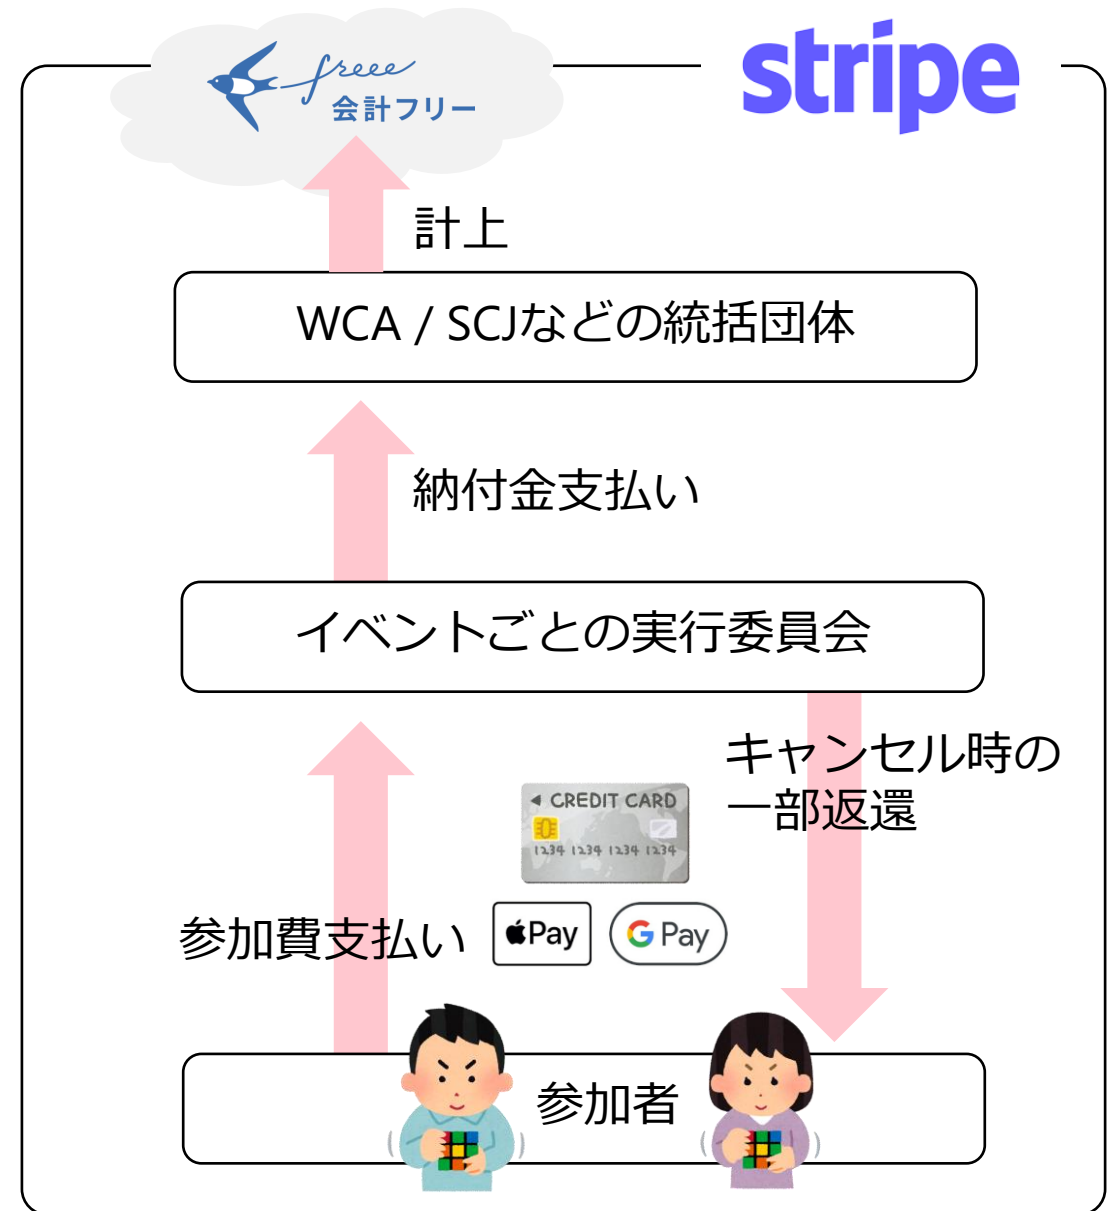 freee
会計フリー
stripe
計上
WCA / SCJなどの統括団体
納付金支払い
イベントごとの実行委員会
キャンセル時の
一部返還
CREDIT CARD
1234 1234 1234 1234
参加費支払い
Pay
G Pay
参加者